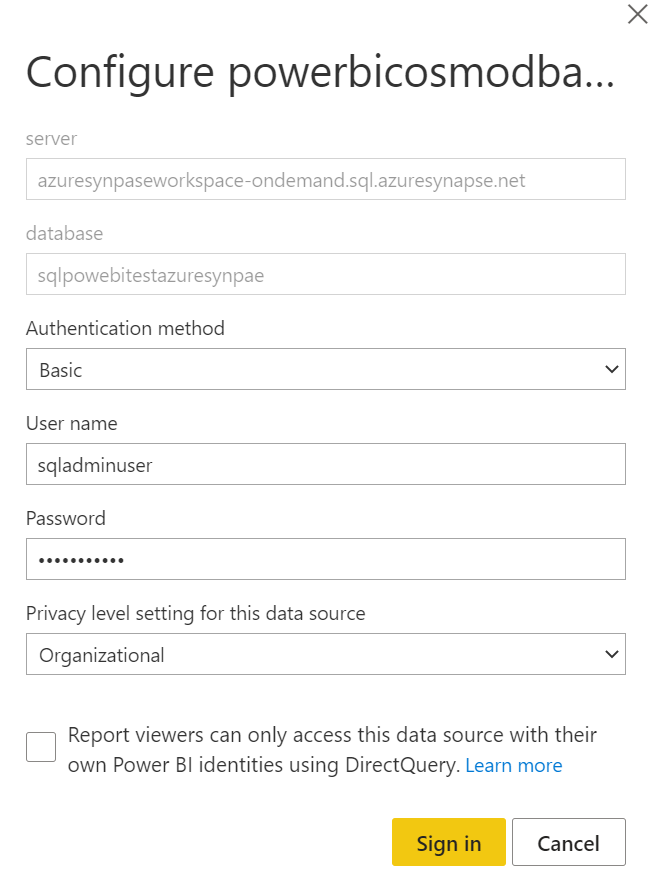 Configure powerbicosmodba...
server
azuresynpaseworkspace-ondemand.sql.azuresynapse.net
database
sqlpowebitestazuresynpae
Authentication method
Basic
User name
sqladminuser
Password
•••••••••••
Privacy level setting for this data source
Organizational
Report viewers can only access this data source with their
own Power BI identities using DirectQuery. Learn more
Sign in Cancel